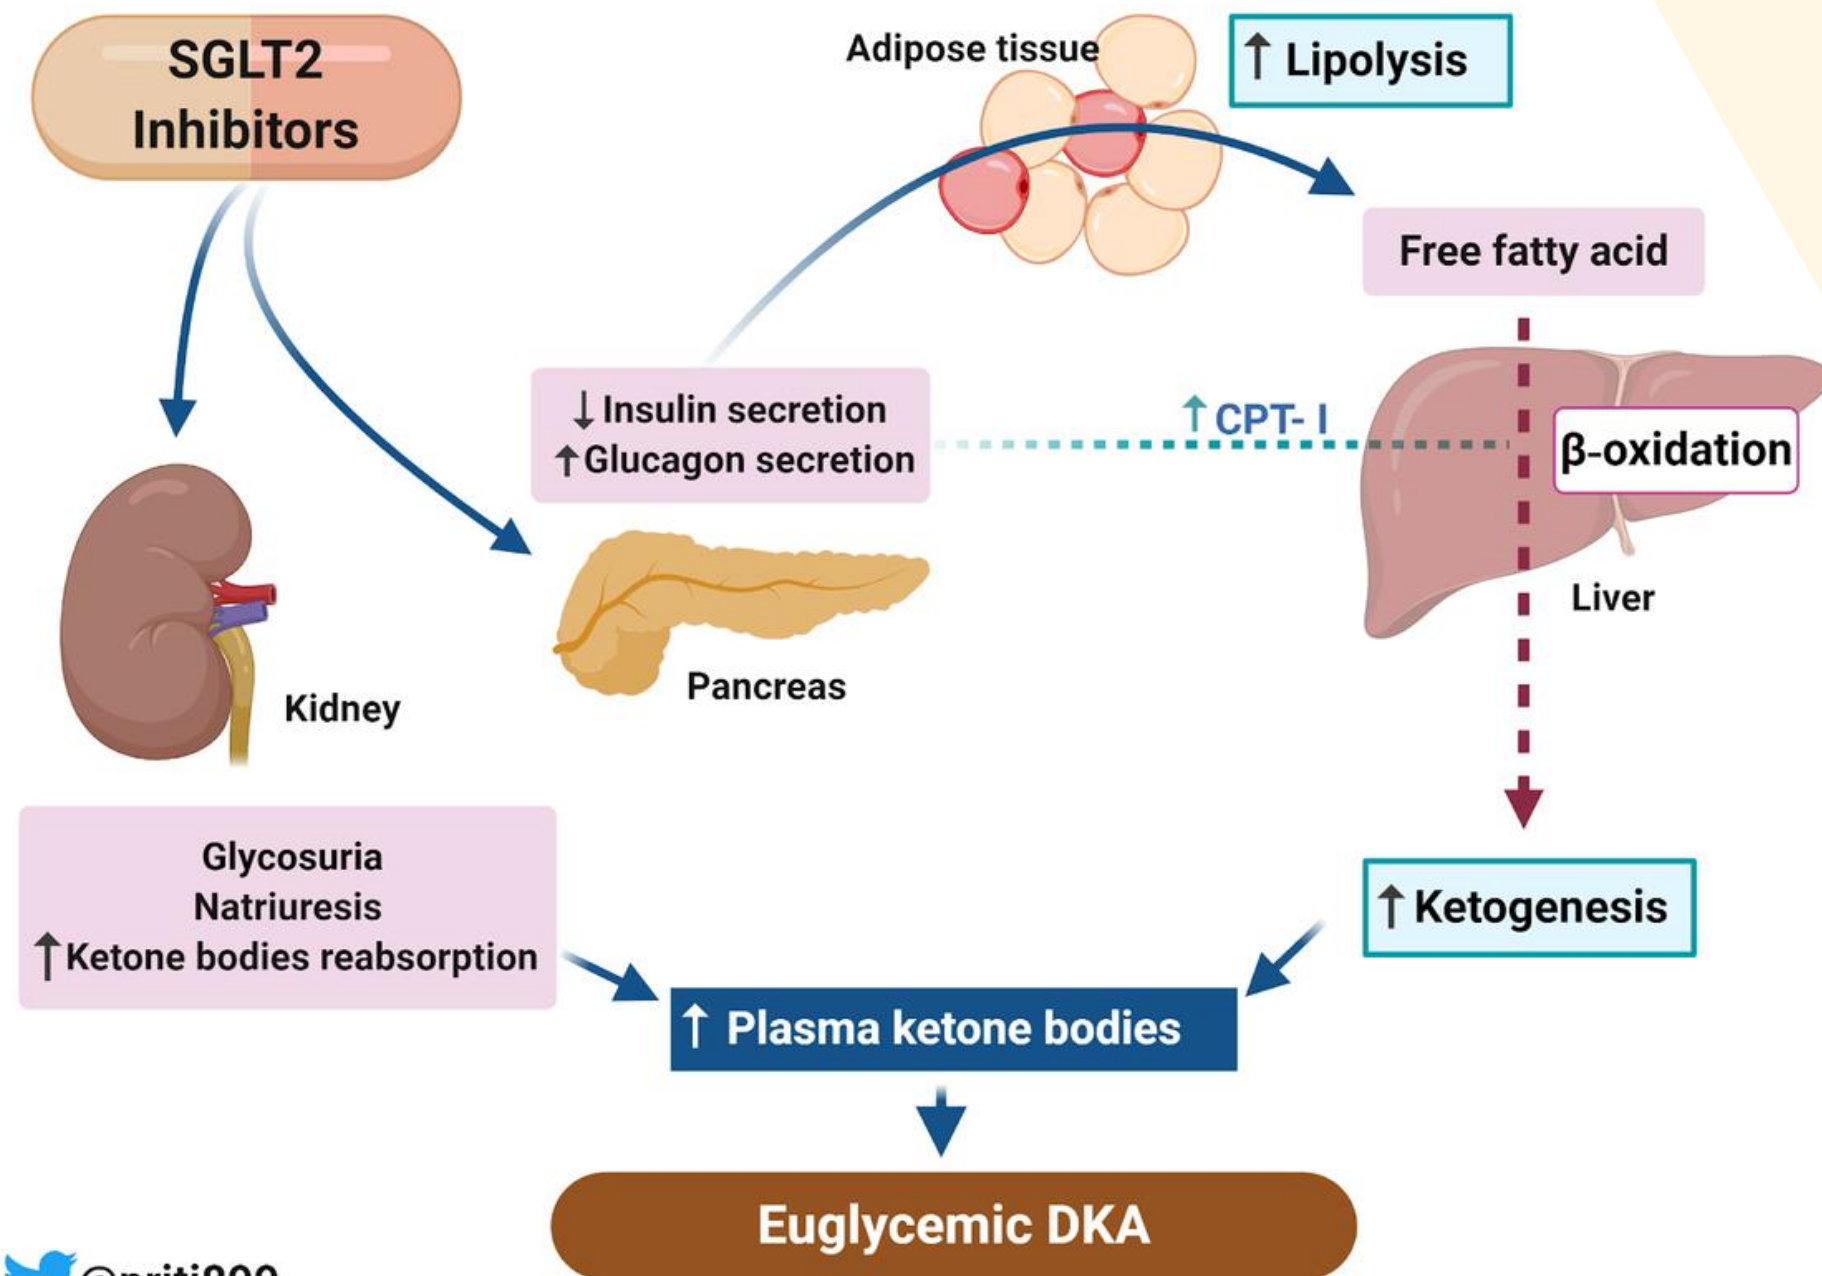 SGLT2
Inhibitors
Adipose tissue
↑ Lipolysis
Free fatty acid
↓ Insulin secretion
↑ Glucagon secretion
↑ CPT- I
β-oxidation
Liver
Pancreas
Kidney
Glycosuria
Natriuresis
↑ Ketone bodies reabsorption
↑ Ketogenesis
↑ Plasma ketone bodies
Euglycemic DKA